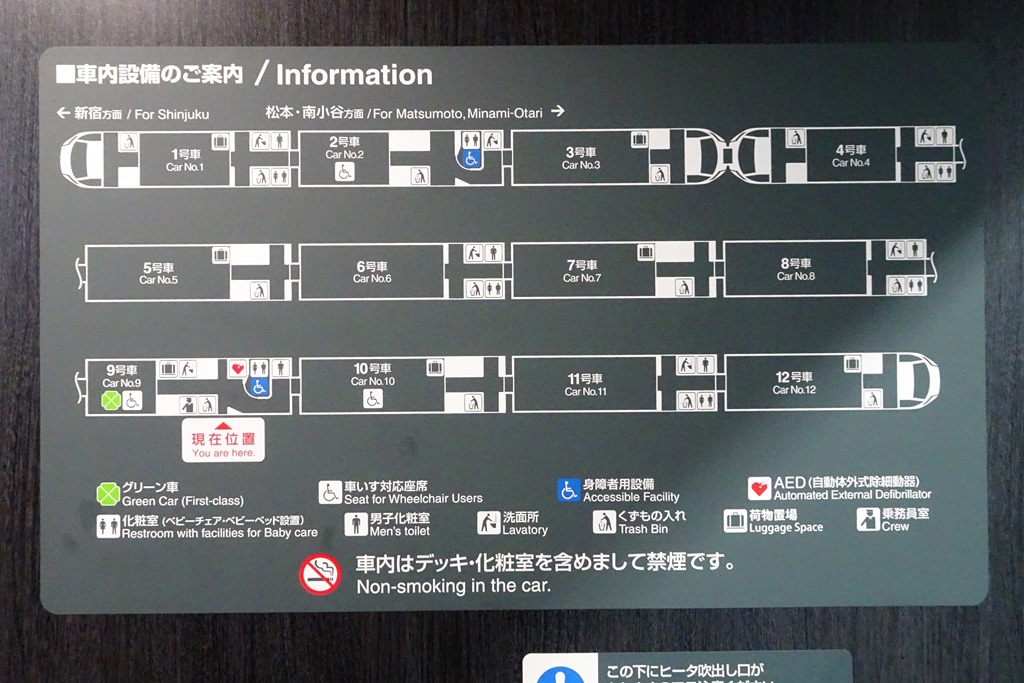 ■車内設備のご案内 / Information
← 新宿方面 / For Shinjuku
松本・南小谷方面 / For Matsumoto, Minami-Otari →
1号車
Car No.1
2号車
Car No.2
3号車
Car No.3
4号車
Car No.4
5号車
Car No.5
6号車
Car No.6
7号車
Car No.7
8号車
Car No.8
9号車
Car No.9
10号車
Car No.10
11号車
Car No.11
12号車
Car No.12
現在位置
You are here.
グリーン車
Green Car (First-class)
車いす対応座席
Seat for Wheelchair Users
身障者用設備
Accessible Facility
AED (自動体外式除細動器)
Automated External Defibrillator
化粧室 (ベビーチェア・ベビーベッド設置)
Restroom with facilities for Baby care
男子化粧室
Men's toilet
洗面所
Lavatory
くずもの入れ
Trash Bin
荷物置場
Luggage Space
乗務員室
Crew
車内はデッキ・化粧室を含めまして禁煙です。
Non-smoking in the car.
この下にヒータ吹出し口が